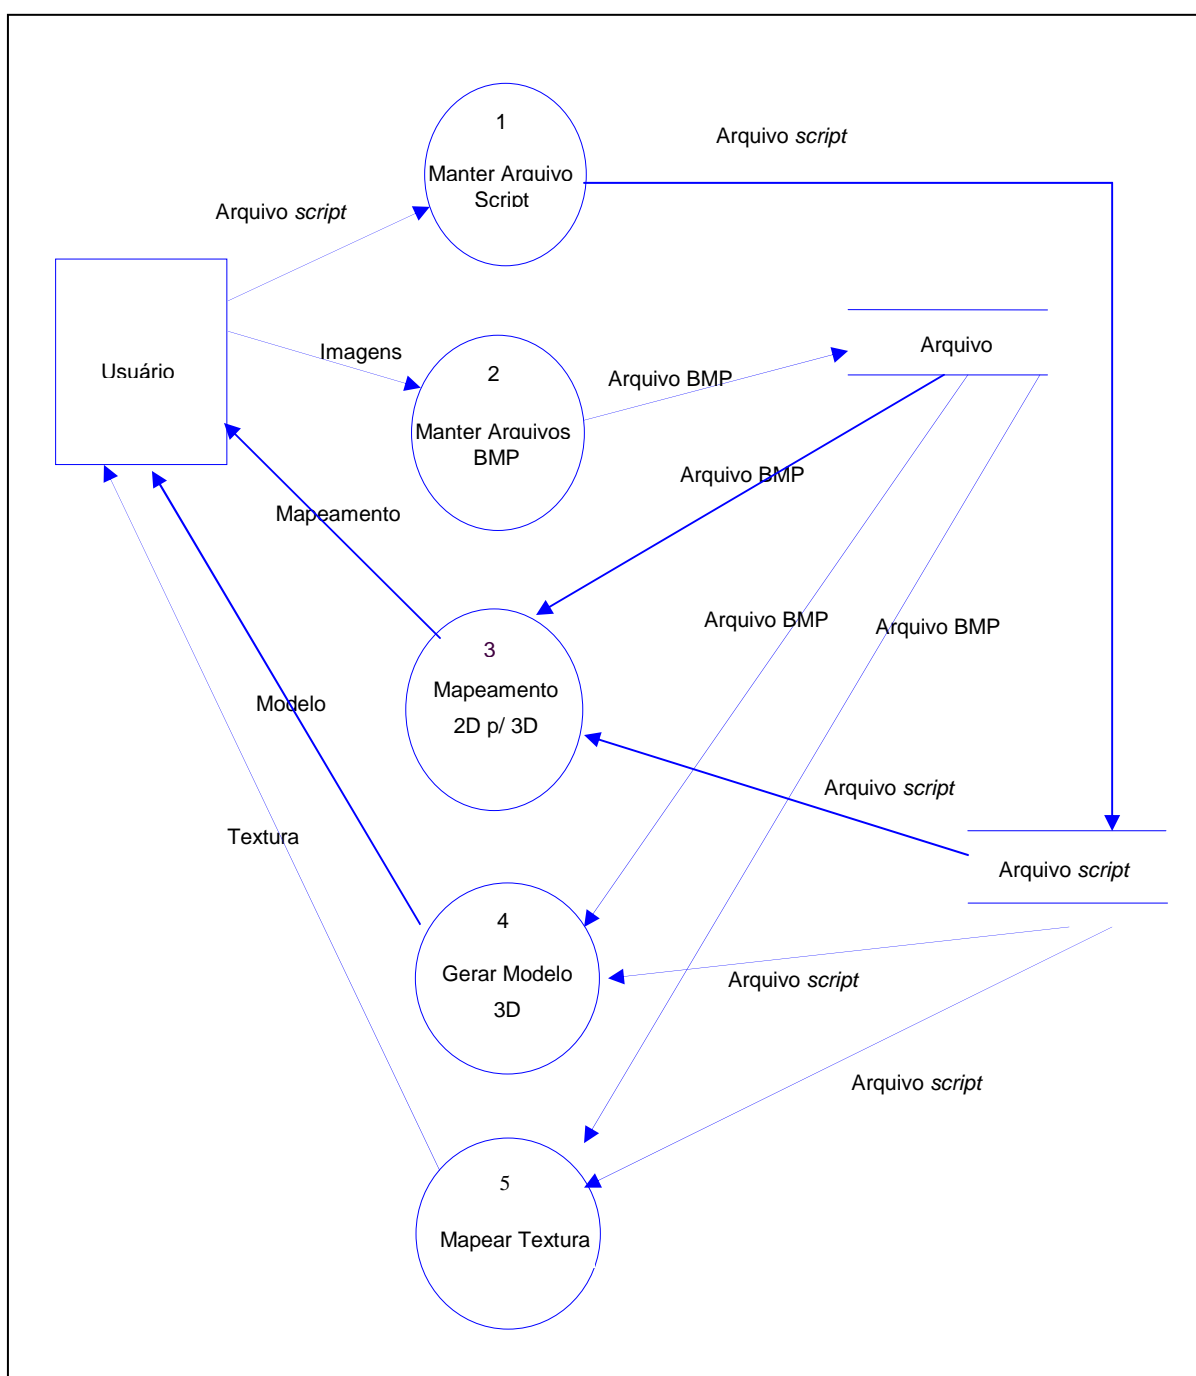 1
Manter Arquivo
Script
Arquivo script
Arquivo script
Usuário
Imagens
2
Manter Arquivos
BMP
Arquivo BMP
Arquivo
Arquivo BMP
Mapeamento
Arquivo BMP
Arquivo BMP
3
Mapeamento
2D p/ 3D
Modelo
Arquivo script
Textura
Arquivo script
4
Gerar Modelo
3D
Arquivo script
Arquivo script
5
Mapear Textura